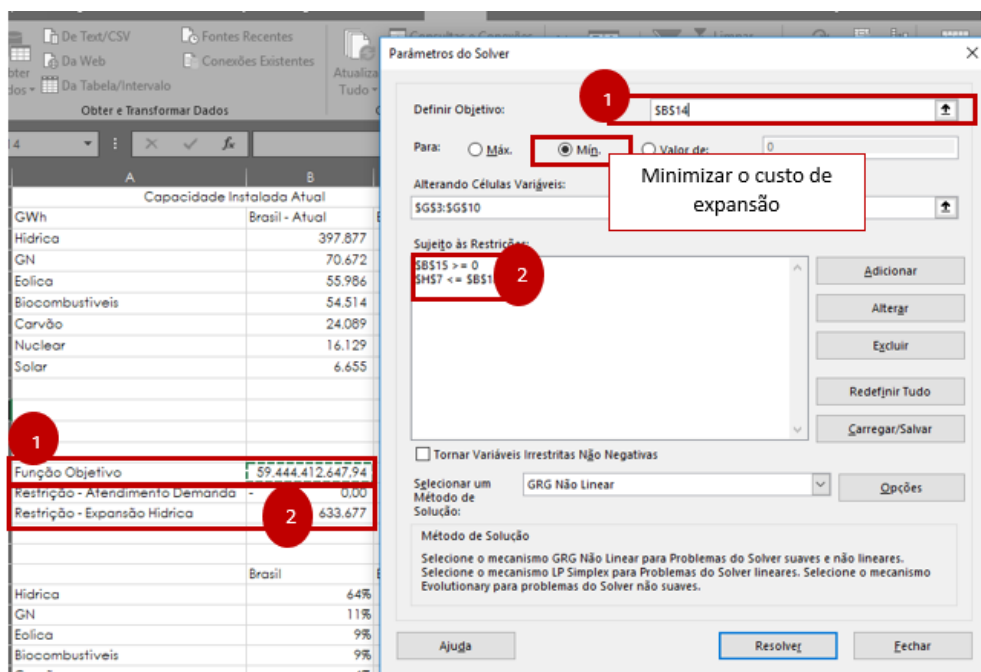 De Text/CSV
Fontes Recentes
Da Web
Conexões Existentes
Da Tabela/Intervalo
Tudo
Obter e Transformar Dados
fx
A B
Capacidade Instalada Atual
GWh Brasil - Atual
Hidrica 397.877
GN 70.672
Eolica 55.986
Biocombustiveis 54.514
Carvão 24.089
Nuclear 16.129
Solar 6.655
1
Função Objetivo 59.444.412.647,94
Restrição - Atendimento Demanda - 0,00
Restrição - Expansão Hidrica 633.677
2
Brasil
Hidrica 64%
GN 11%
Eolica 9%
Biocombustiveis 9%
Parâmetros do Solver
1
Definir Objetivo: $B$14
Para: Máx. Mín. Valor de: 0
Minimizar o custo de
expansão
Alterando Células Variáveis:
$G$3:$G$10
Sujeito às Restrições:
$B$15 >= 0
$H$7 <=
2
Adicionar
Alterar
Excluir
Redefinir Tudo
Carregar/Salvar
Tornar Variáveis Irrestritas Não Negativas
Selecionar um
Método de
Solução:
GRG Não Linear
Opções
Método de Solução
Selecione o mecanismo GRG Não Linear para Problemas do Solver suaves e não lineares.
Selecione o mecanismo LP Simplex para Problemas do Solver lineares. Selecione o mecanismo
Evolutionary para problemas do Solver não suaves.
Ajuda
Resolver
Fechar